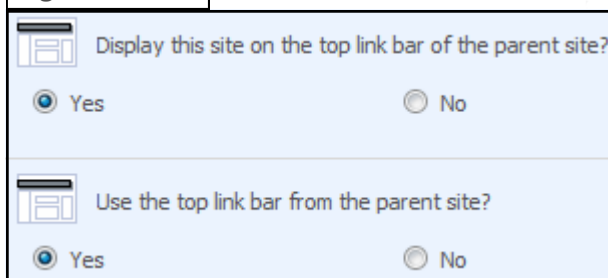 Display this site on the top link bar of the parent site?
Yes No
Use the top link bar from the parent site?
Yes No